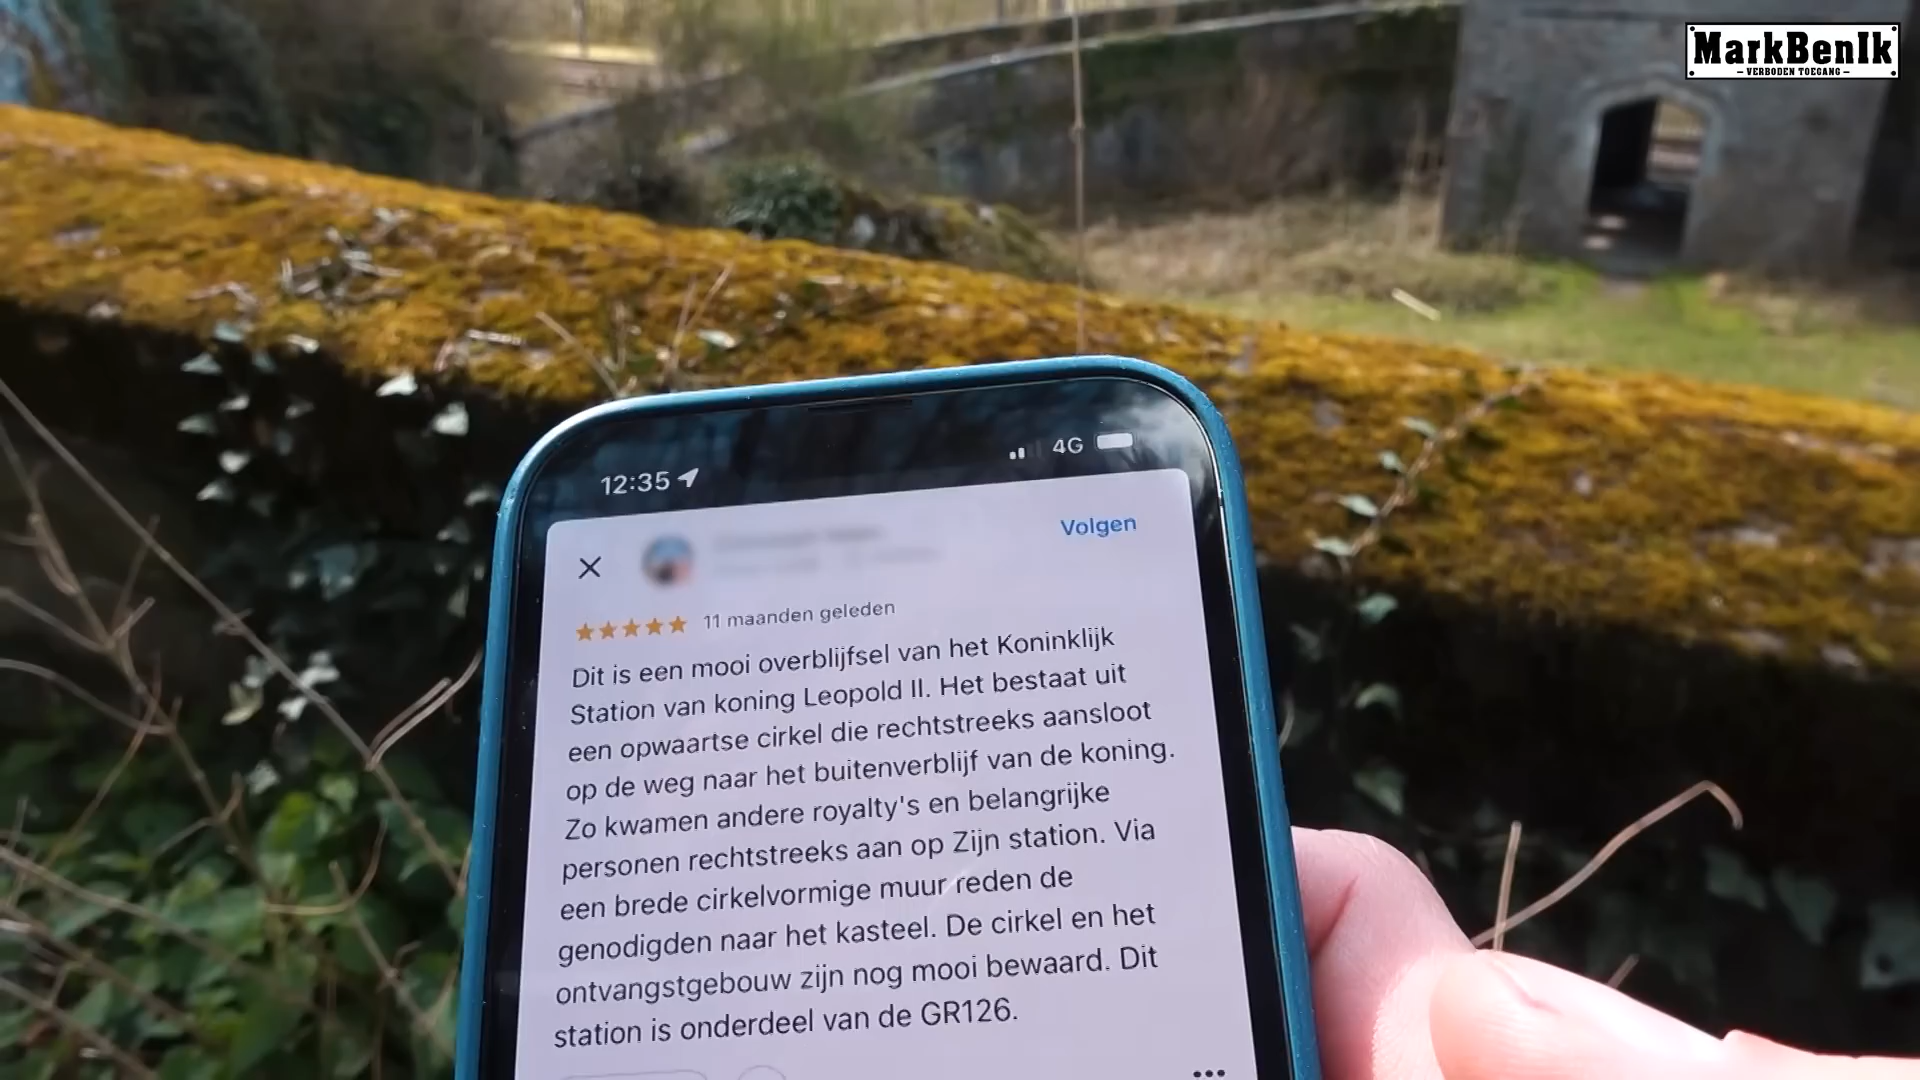 MarkBenIk
– VERBODEN TOEGANG –
12:35
4G
Volgen
11 maanden geleden
Dit is een mooi overblijfsel van het Koninklijk
Station van koning Leopold II. Het bestaat uit
een opwaartse cirkel die rechtstreeks aansloot
op de weg naar het buitenverblijf van de koning.
Zo kwamen andere royalty's en belangrijke
personen rechtstreeks aan op Zijn station. Via
een brede cirkelvormige muur reden de
genodigden naar het kasteel. De cirkel en het
ontvangstgebouw zijn nog mooi bewaard. Dit
station is onderdeel van de GR126.